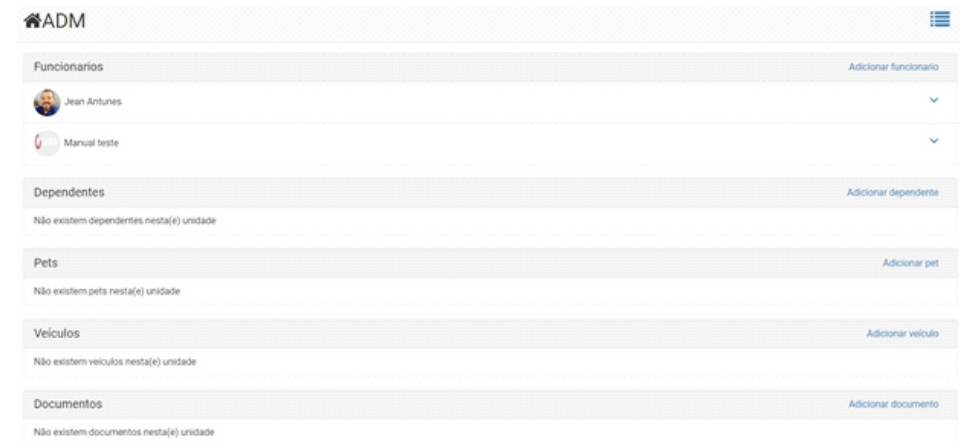 ADM
Funcionarios Adicionar funcionario
Jean Antunes
Manual teste
Dependentes Adicionar dependente
Não existem dependentes nesta(e) unidade
Pets Adicionar pet
Não existem pets nesta(e) unidade
Veículos Adicionar veículo
Não existem veículos nesta(e) unidade
Documentos Adicionar documento
Não existem documentos nesta(e) unidade